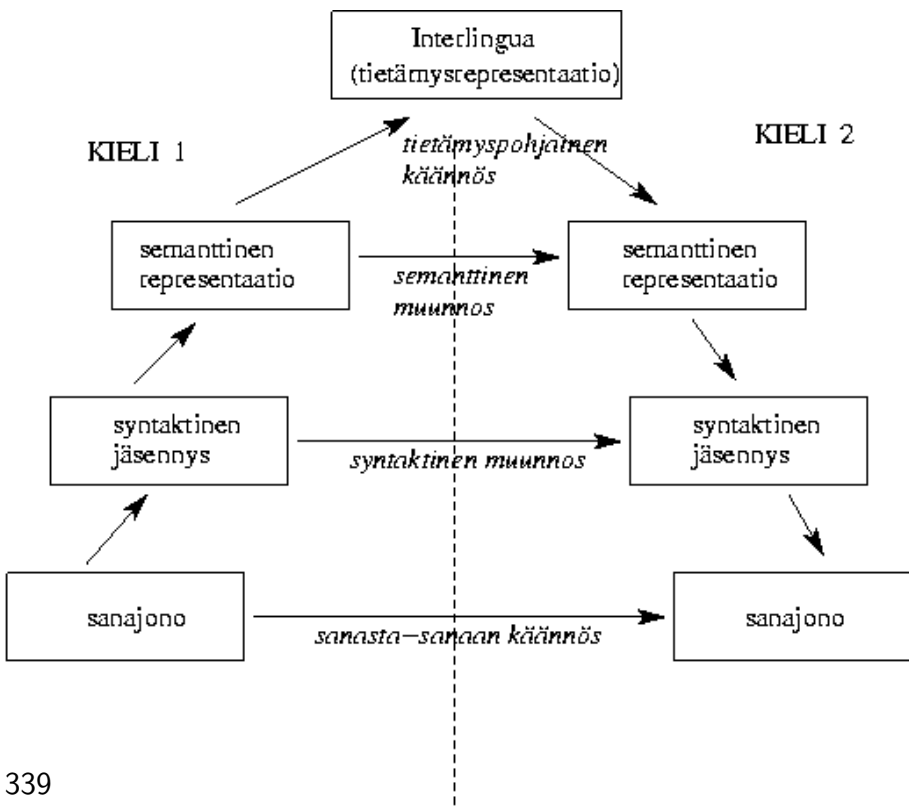 Interlingua
(tietämysrepresentaatio)
KIELI 1
KIELI 2
tietämyspohjainen
käännös
semanttinen
representaatio
semanttinen
muunnos
semanttinen
representaatio
syntaktinen
jäsennys
syntaktinen muunnos
syntaktinen
jäsennys
sanajono
sanasta-sanaan käännös
sanajono
339